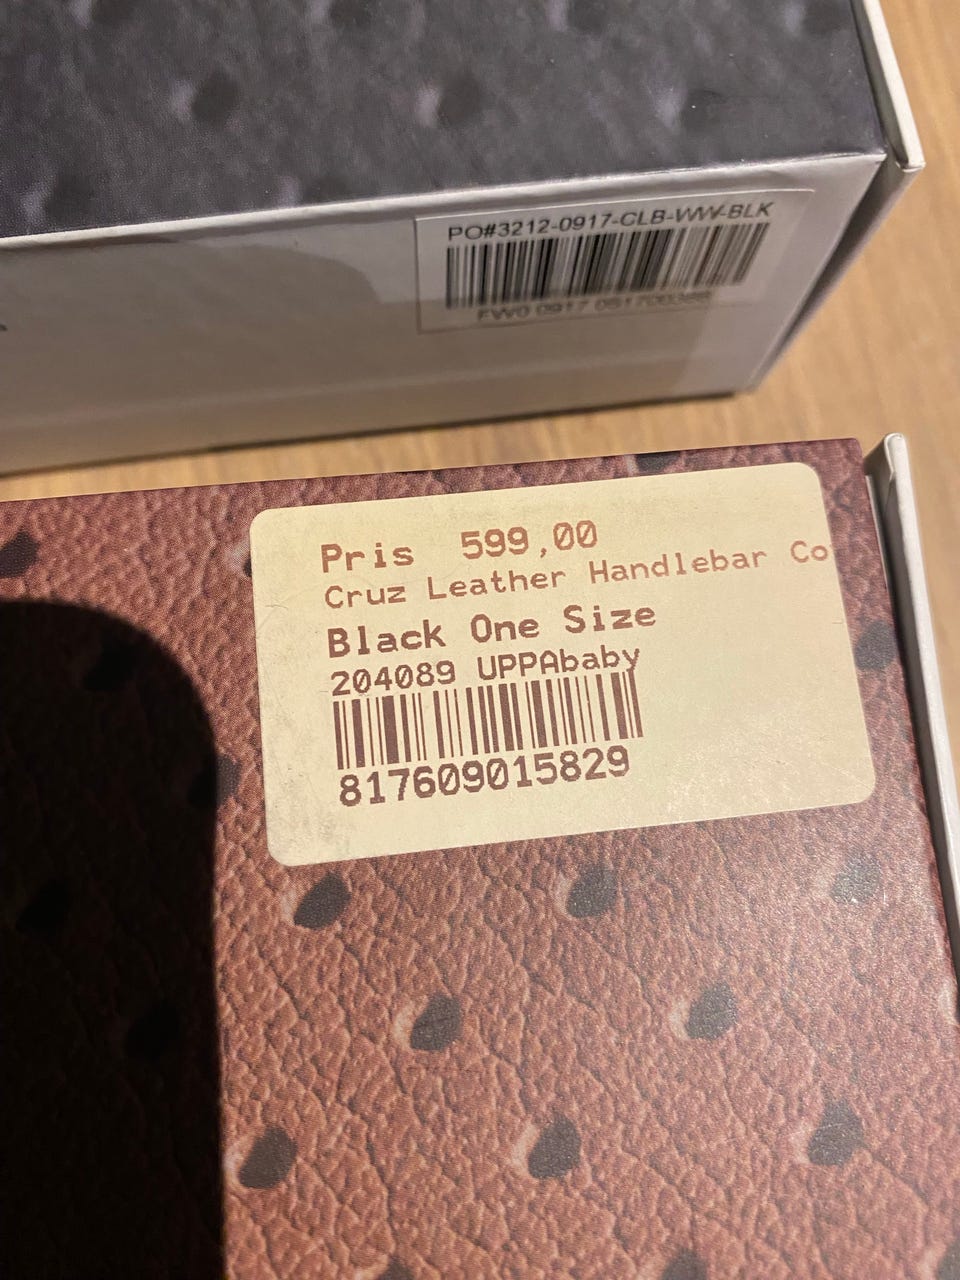 PO#3212-0917-CLB-WW-BLK
Pris 599,00
Cruz Leather Handlebar Co
Black One Size
204089 UPPAbaby
817609015829